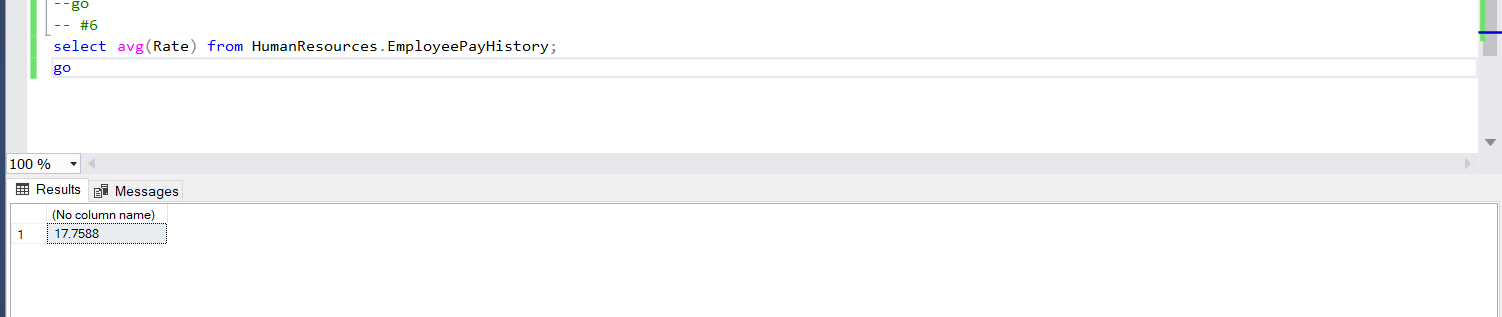 --go
-- #6
select avg(Rate) from HumanResources.EmployeePayHistory;
go
100 %
Results Messages
(No column name)
1 17.7588